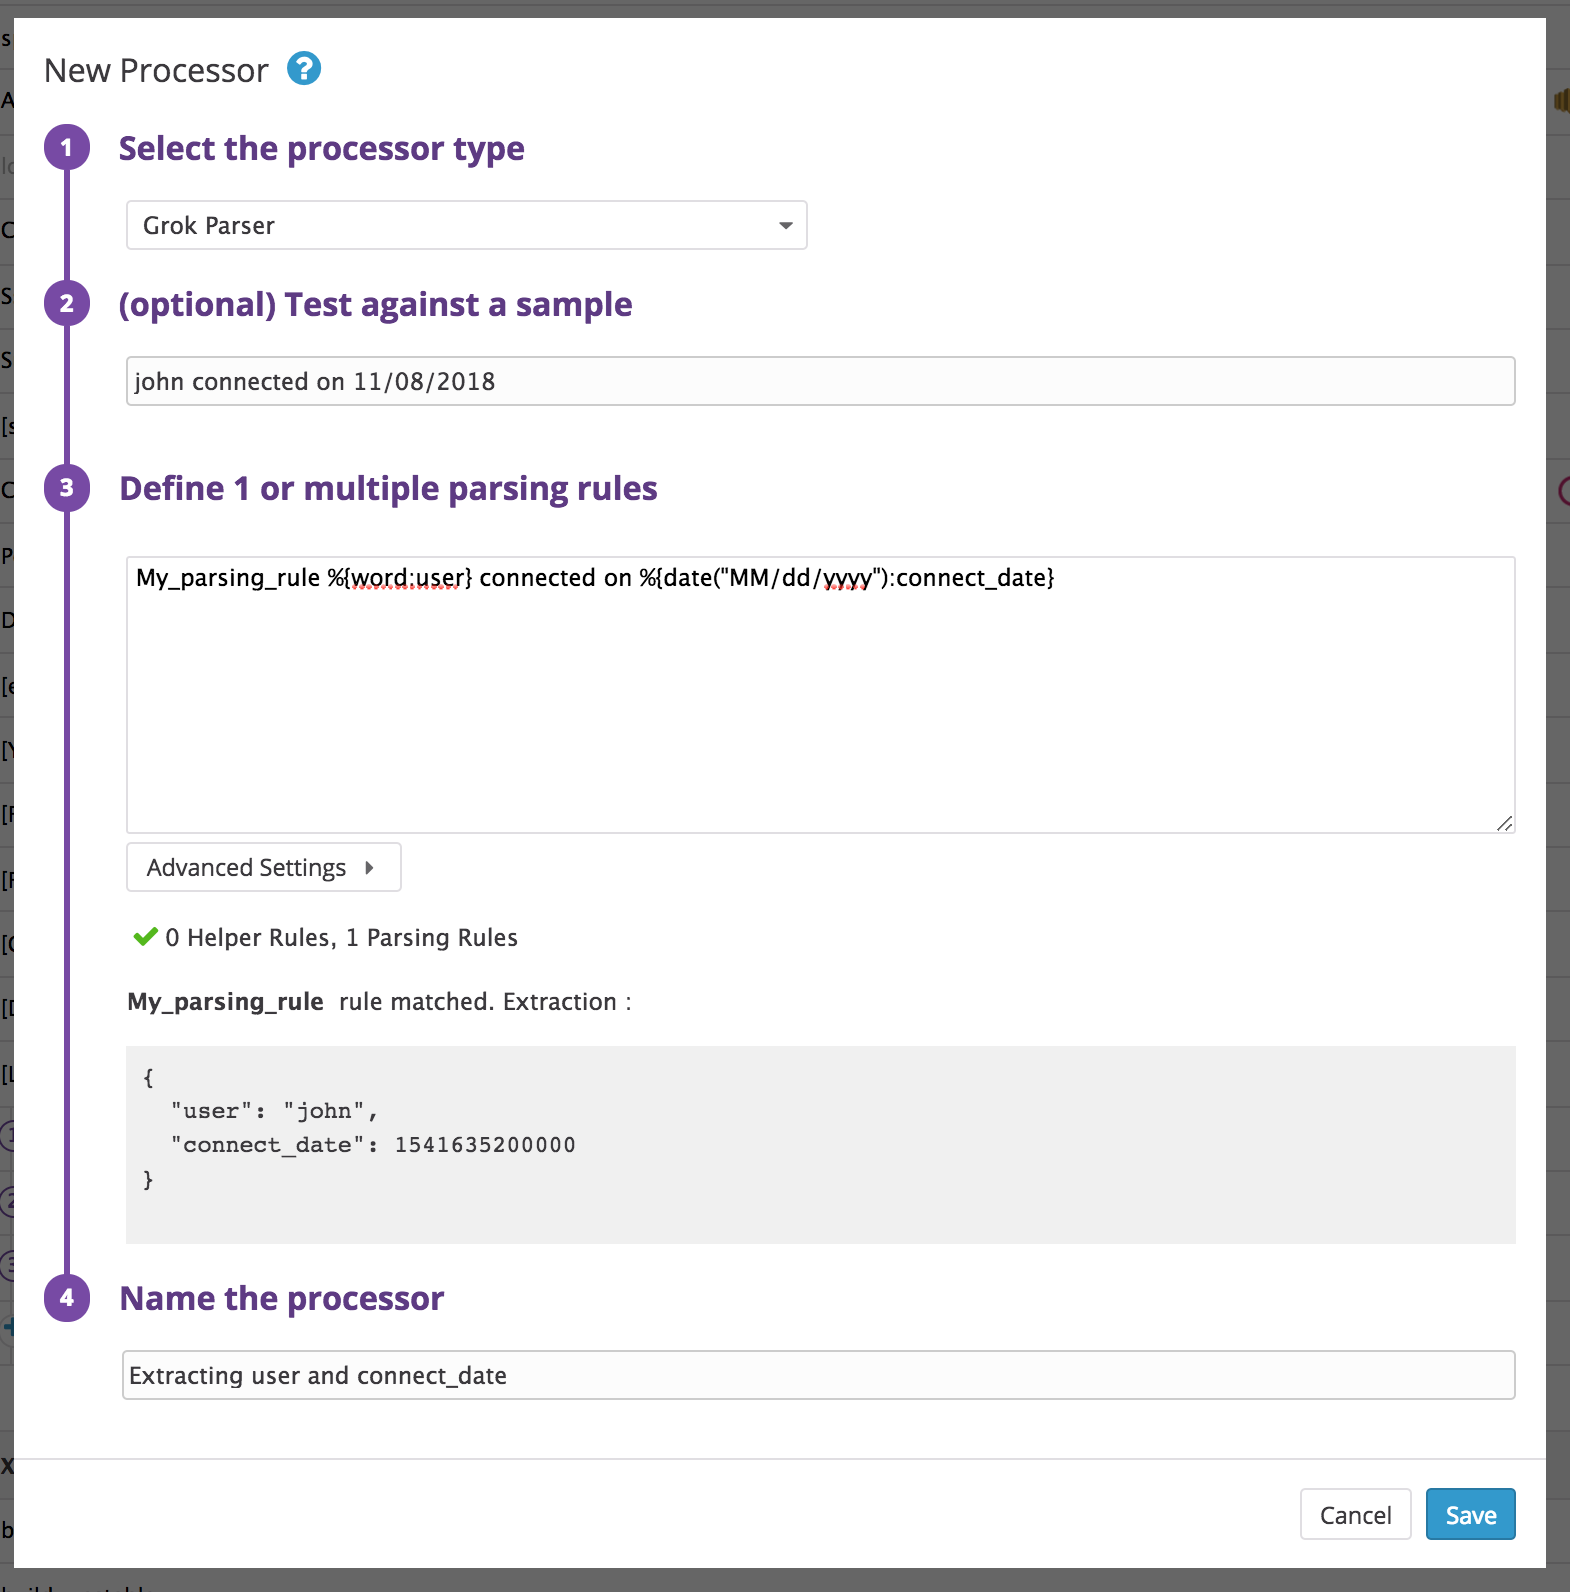 New Processor ?
1 Select the processor type
Grok Parser
2 (optional) Test against a sample
john connected on 11/08/2018
3 Define 1 or multiple parsing rules
My_parsing_rule %{word:user} connected on %{date("MM/dd/yyyy"):connect_date}
Advanced Settings
0 Helper Rules, 1 Parsing Rules
My_parsing_rule rule matched. Extraction :
{
"user": "john",
"connect_date": 1541635200000
}
4 Name the processor
Extracting user and connect_date
Cancel Save